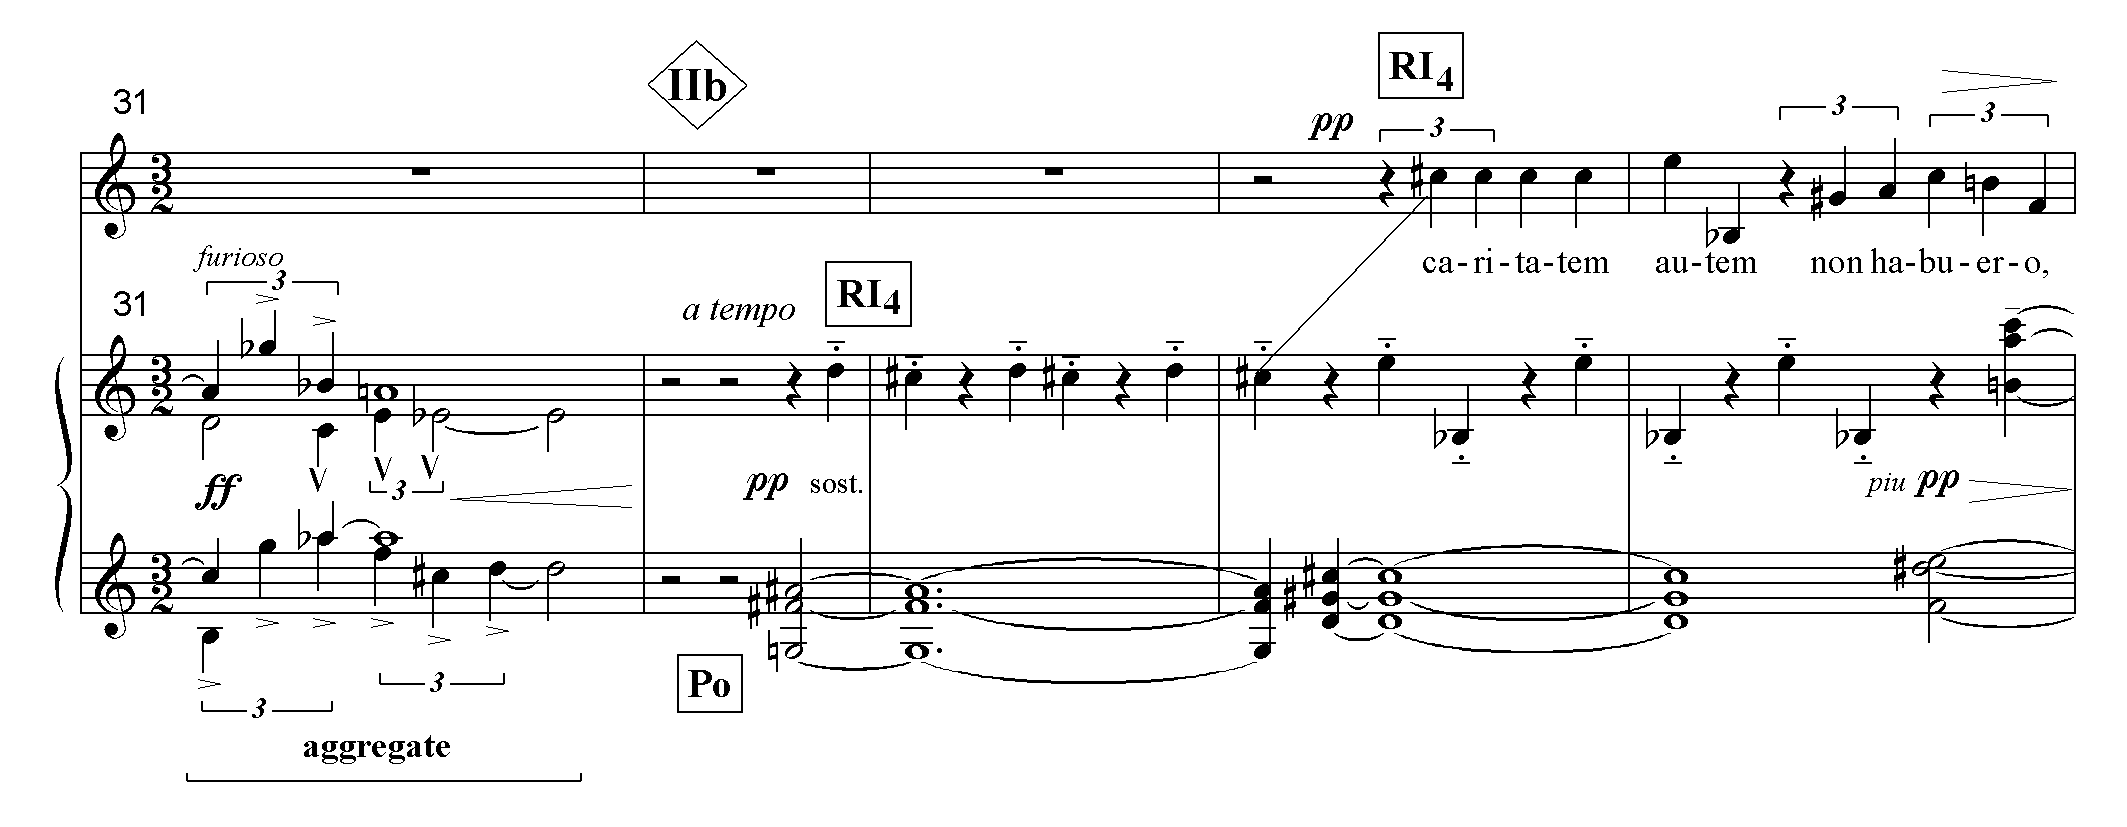 RI4
31
IIb
pp
3
3
3
ca-ri-ta-tem au-tem non ha-bu-er-o,
furioso
3
31
a tempo
RI4
ff
3
pp sost.
piu pp
3
Po
3
aggregate